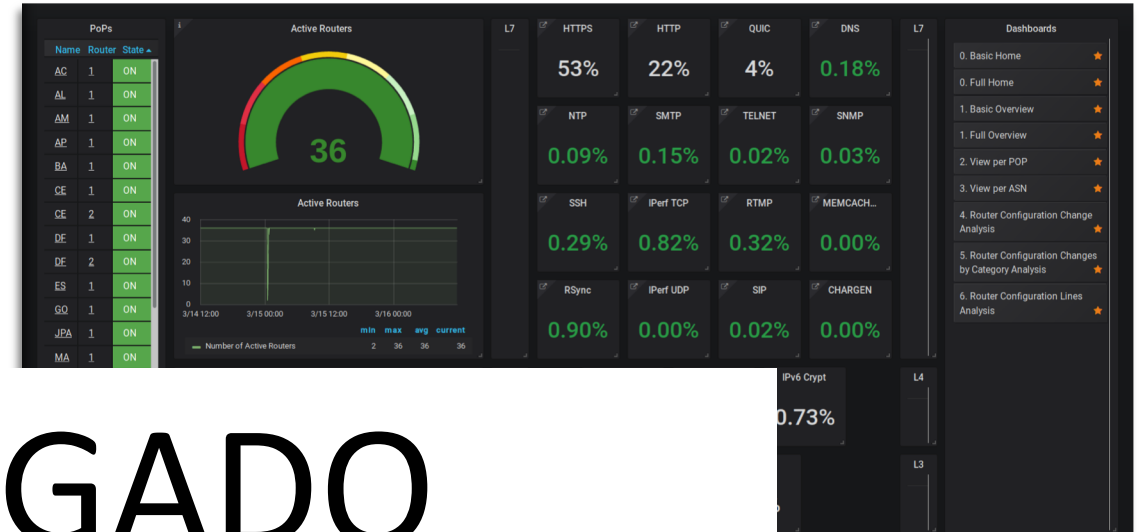 PoPs
Name Router State
AC 1 ON
AL 1 ON
AM 1 ON
AP 1 ON
BA 1 ON
CE 1 ON
CE 2 ON
DF 1 ON
DF 2 ON
ES 1 ON
GO 1 ON
JPA 1 ON
MA 1 ON
i
Active Routers
36
Active Routers
40
30
20
10
0
3/14 12:00 3/15 00:00 3/15 12:00 3/16 00:00
min max avg current
Number of Active Routers 2 36 36 36
L7
HTTPS
53%
HTTP
22%
QUIC
4%
DNS
0.18%
NTP
0.09%
SMTP
0.15%
TELNET
0.02%
SNMP
0.03%
SSH
0.29%
IPerf TCP
0.82%
RTMP
0.32%
MEMCACH...
0.00%
RSync
0.90%
IPerf UDP
0.00%
SIP
0.02%
CHARGEN
0.00%
L7
IPv6 Crypt
0.73%
L4
L3
Dashboards
0. Basic Home
0. Full Home
1. Basic Overview
1. Full Overview
2. View per POP
3. View per ASN
4. Router Configuration Change
Analysis
5. Router Configuration Changes
by Category Analysis
6. Router Configuration Lines
Analysis
GADO